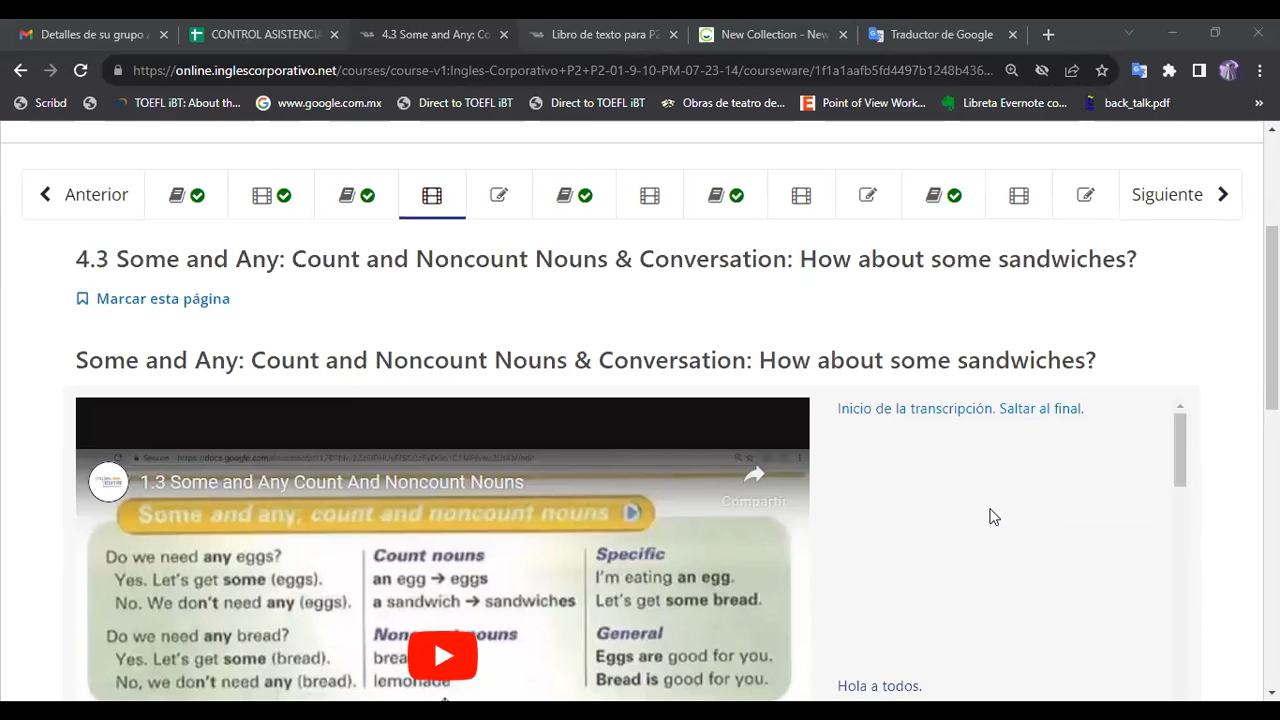 Detalles de su grupo
CONTROL ASISTENCIA
4.3 Some and Any: Co
Libro de texto para P2
New Collection - New
Traductor de Google
https://online.inglescorporativo.net/courses/course-v1:Ingles-Corporativo+P2+P2-01-9-10-PM-07-23-14/courseware/1f1a1aafb5fd4497b1248b436...
Scribd
TOEFL iBT: About th...
www.google.com.mx
Direct to TOEFL iBT
Direct to TOEFL iBT
Obras de teatro de...
Point of View Work...
Libreta Evernote co...
back_talk.pdf
»
Anterior
Siguiente
4.3 Some and Any: Count and Noncount Nouns & Conversation: How about some sandwiches?
Marcar esta página
Some and Any: Count and Noncount Nouns & Conversation: How about some sandwiches?
Inicio de la transcripción. Saltar al final.
1.3 Some and Any Count And Noncount Nouns
Compartir
Some and any; count and noncount nouns
Do we need any eggs?
Yes. Let's get some (eggs).
No. We don't need any (eggs).
Do we need any bread?
Yes. Let's get some (bread).
No, we don't need any (bread).
Count nouns
an egg → eggs
a sandwich → sandwiches
nouns
lemonade
Specific
I'm eating an egg.
Let's get some bread.
General
Eggs are good for you.
Bread is good for you.
Hola a todos.